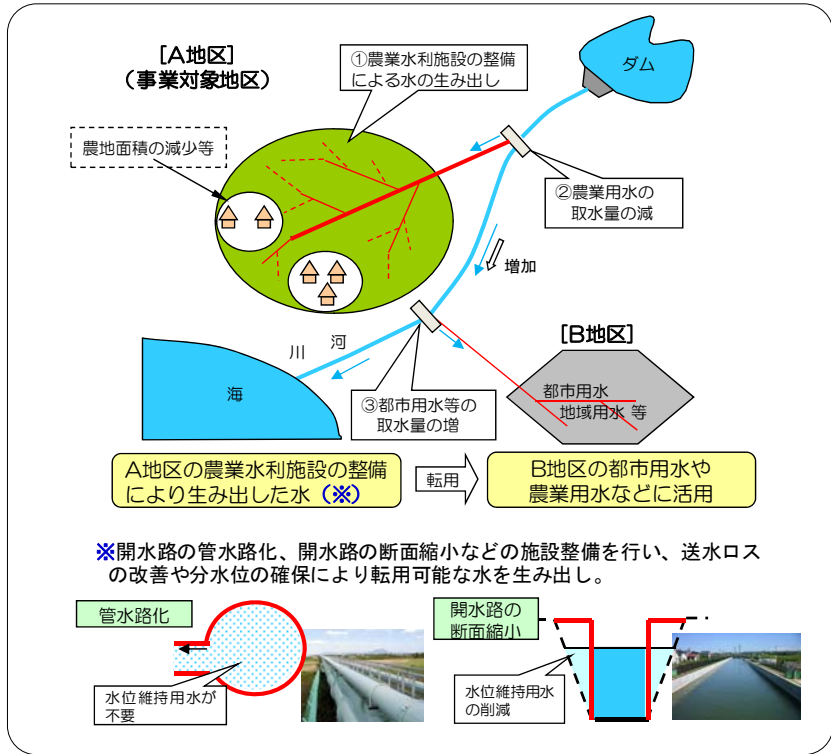 [A地区]
(事業対象地区)
①農業水利施設の整備
による水の生み出し
ダム
農地面積の減少等
②農業用水の
取水量の減
増加
川 河
[B地区]
海
③都市用水等の
取水量の増
都市用水
地域用水 等
A地区の農業水利施設の整備
により生み出した水(※)
転用
B地区の都市用水や
農業用水などに活用
※開水路の管水路化、開水路の断面縮小などの施設整備を行い、送水ロス
の改善や分水位の確保により転用可能な水を生み出し。
管水路化
水位維持用水が
不要
開水路の
断面縮小
水位維持用水
の削減